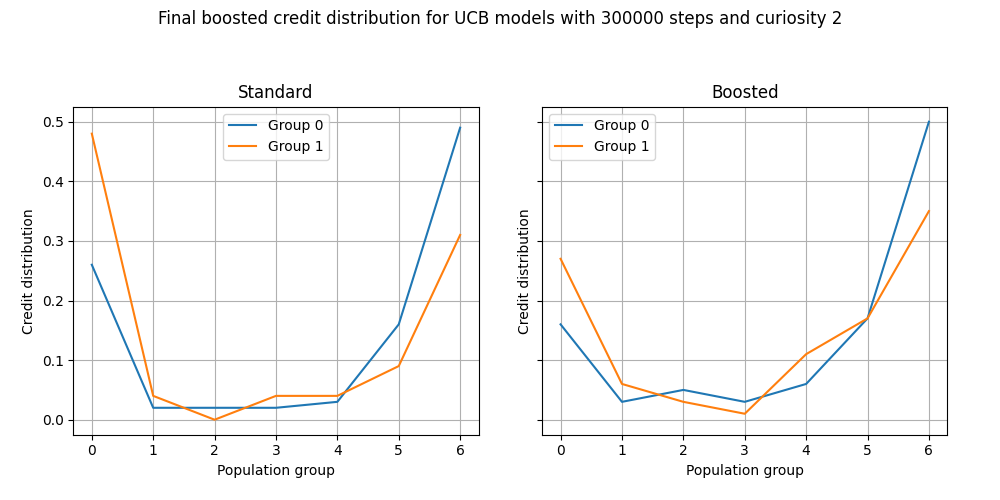 Final boosted credit distribution for UCB models with 300000 steps and curiosity 2
Standard
Group 0
Group 1
0.5
0.4
0.3
0.2
0.1
0.0
Credit distribution
0 1 2 3 4 5 6
Population group
Boosted
Group 0
Group 1
Credit distribution
0 1 2 3 4 5 6
Population group